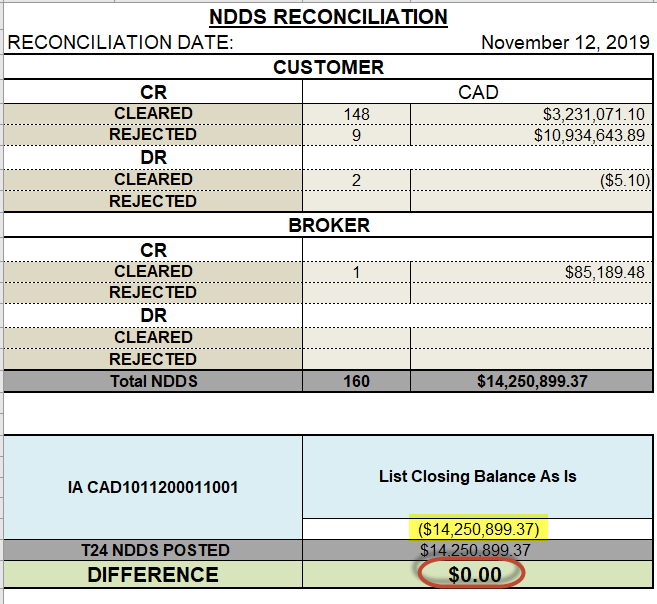 NDDS RECONCILIATION
RECONCILIATION DATE: November 12, 2019
CUSTOMER
CR CAD
CLEARED 148 $3,231,071.10
REJECTED 9 $10,934,643.89
DR
CLEARED 2 ($5.10)
REJECTED
BROKER
CR
CLEARED 1 $85,189.48
REJECTED
DR
CLEARED
REJECTED
Total NDDS 160 $14,250,899.37
IA CAD1011200011001 List Closing Balance As Is
($14,250,899.37)
T24 NDDS POSTED $14,250,899.37
DIFFERENCE $0.00